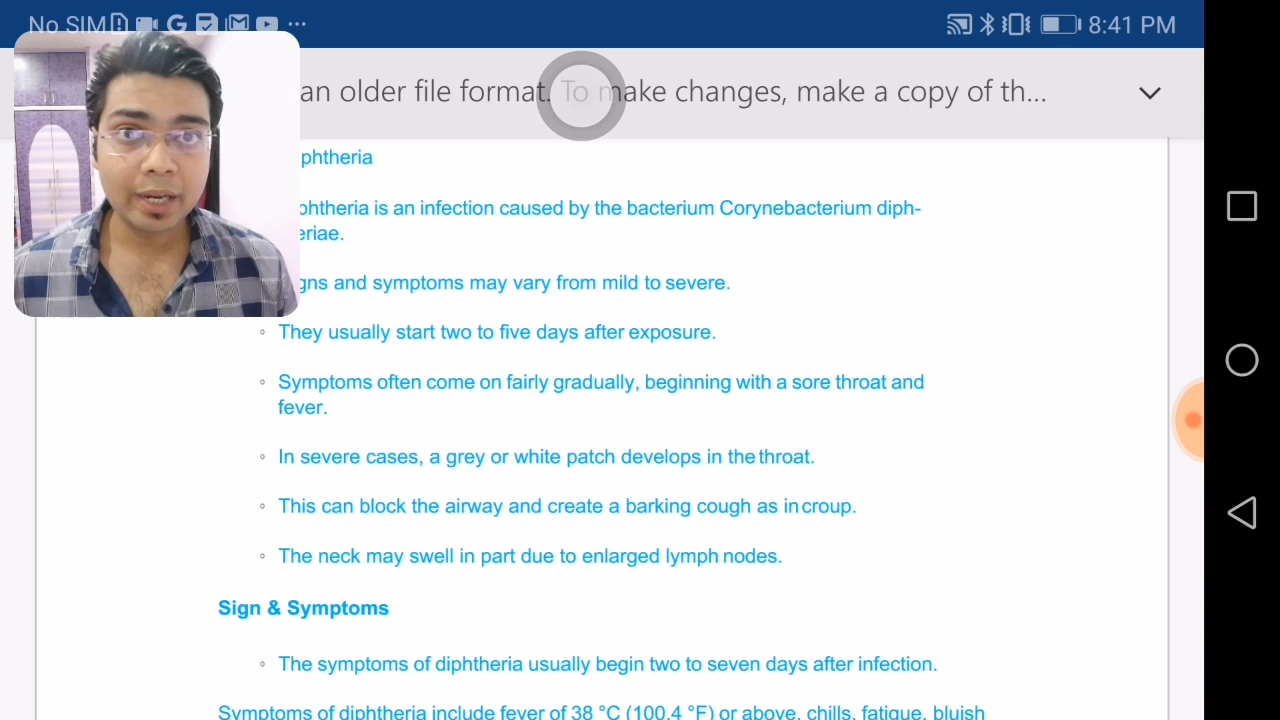 No SIM
8:41 PM
an older file format. To make changes, make a copy of th...
phtheria
phtheria is an infection caused by the bacterium Corynebacterium diph-
eriae.
gns and symptoms may vary from mild to severe.
◦ They usually start two to five days after exposure.
◦ Symptoms often come on fairly gradually, beginning with a sore throat and
fever.
◦ In severe cases, a grey or white patch develops in the throat.
◦ This can block the airway and create a barking cough as in croup.
◦ The neck may swell in part due to enlarged lymph nodes.
Sign & Symptoms
◦ The symptoms of diphtheria usually begin two to seven days after infection.
Symptoms of diphtheria include fever of 38 °C (100.4 °F) or above, chills, fatigue, bluish